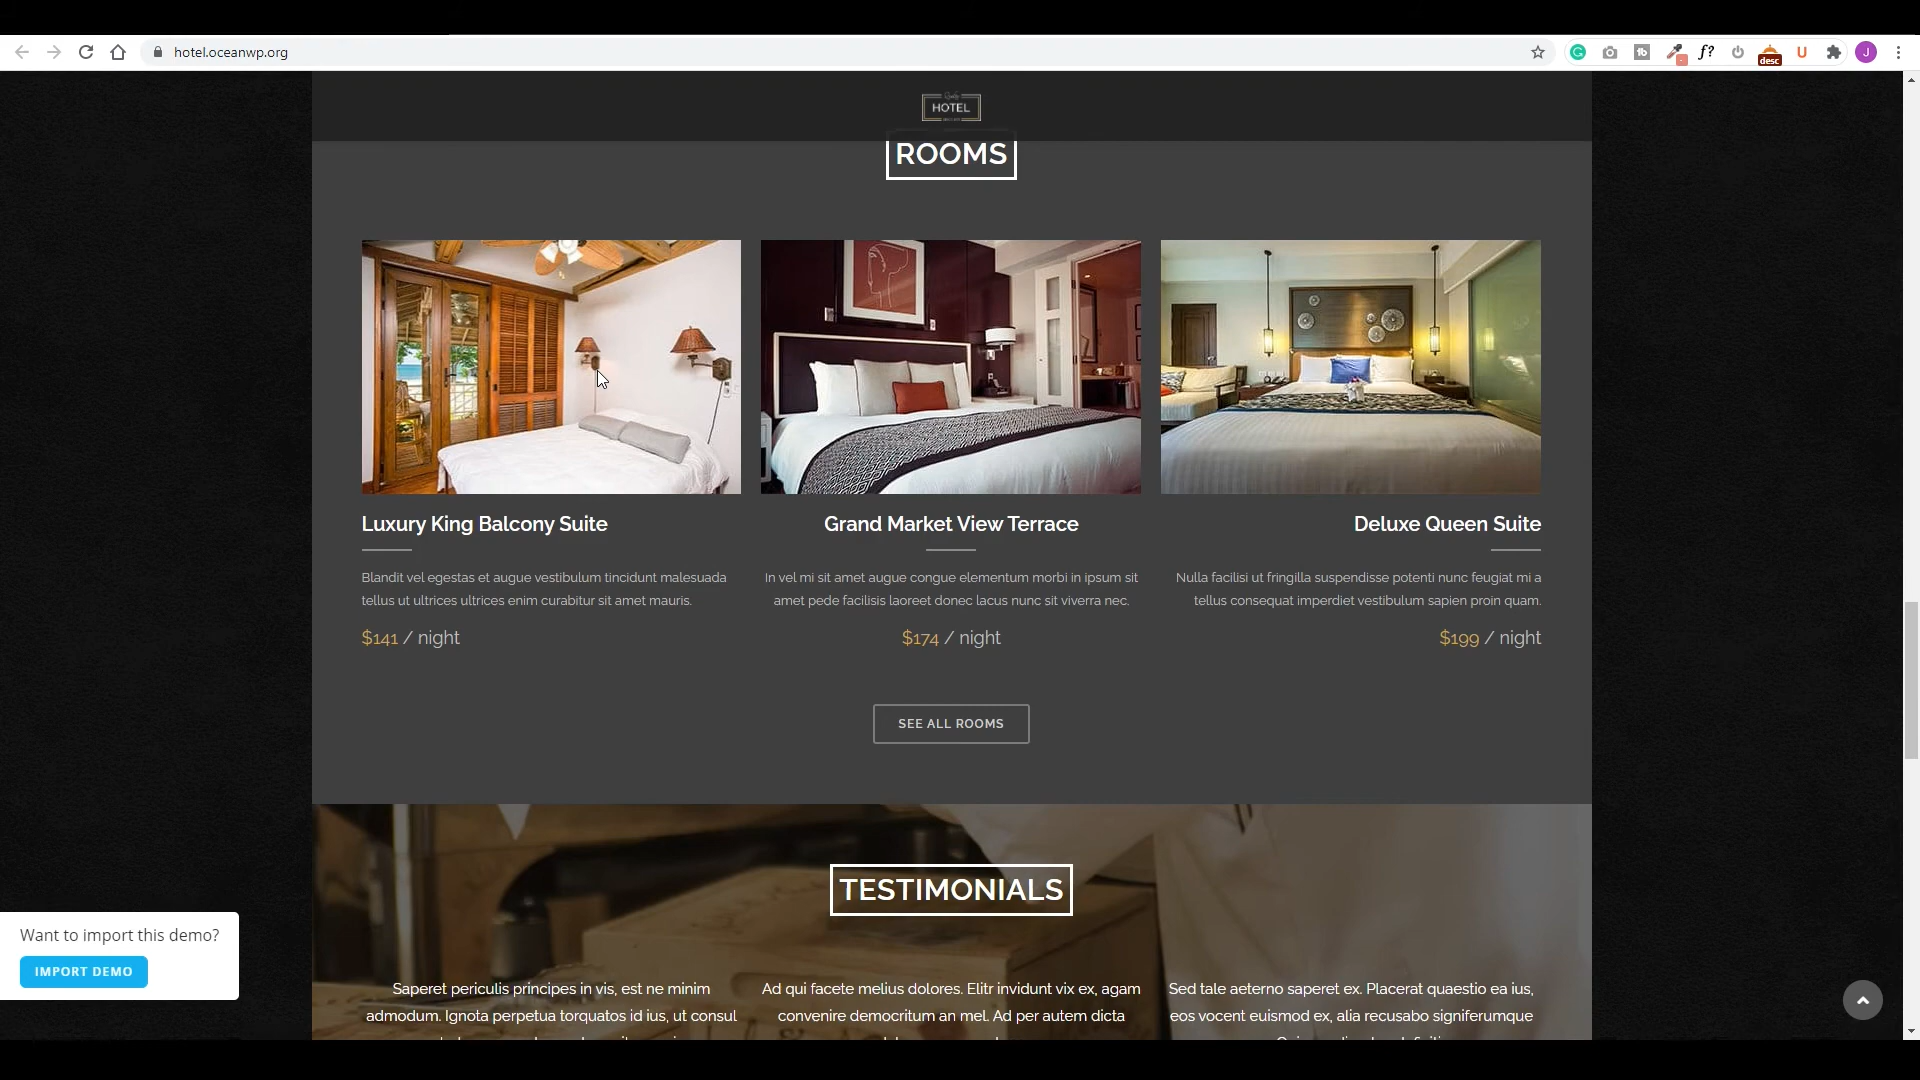 hotel.oceanwp.org
desc
J
HOTEL
ROOMS
Luxury King Balcony Suite
Blandit vel egestas et augue vestibulum tincidunt malesuada
tellus ut ultrices ultrices enim curabitur sit amet mauris.
$141 / night
Grand Market View Terrace
In vel mi sit amet augue congue elementum morbi in ipsum sit
amet pede facilisis laoreet donec lacus nunc sit viverra nec.
$174 / night
Deluxe Queen Suite
Nulla facilisi ut fringilla suspendisse potenti nunc feugiat mi a
tellus consequat imperdiet vestibulum sapien proin quam.
$199 / night
SEE ALL ROOMS
TESTIMONIALS
Saperet periculis principes in vis, est ne minim
admodum. Ignota perpetua torquatos id ius, ut consul
Ad qui facete melius dolores. Elitr invidunt vix ex, agam
convenire democritum an mel. Ad per autem dicta
Sed tale aeterno saperet ex. Placerat quaestio ea ius,
eos vocent euismod ex, alia recusabo signiferumque
Want to import this demo?
IMPORT DEMO